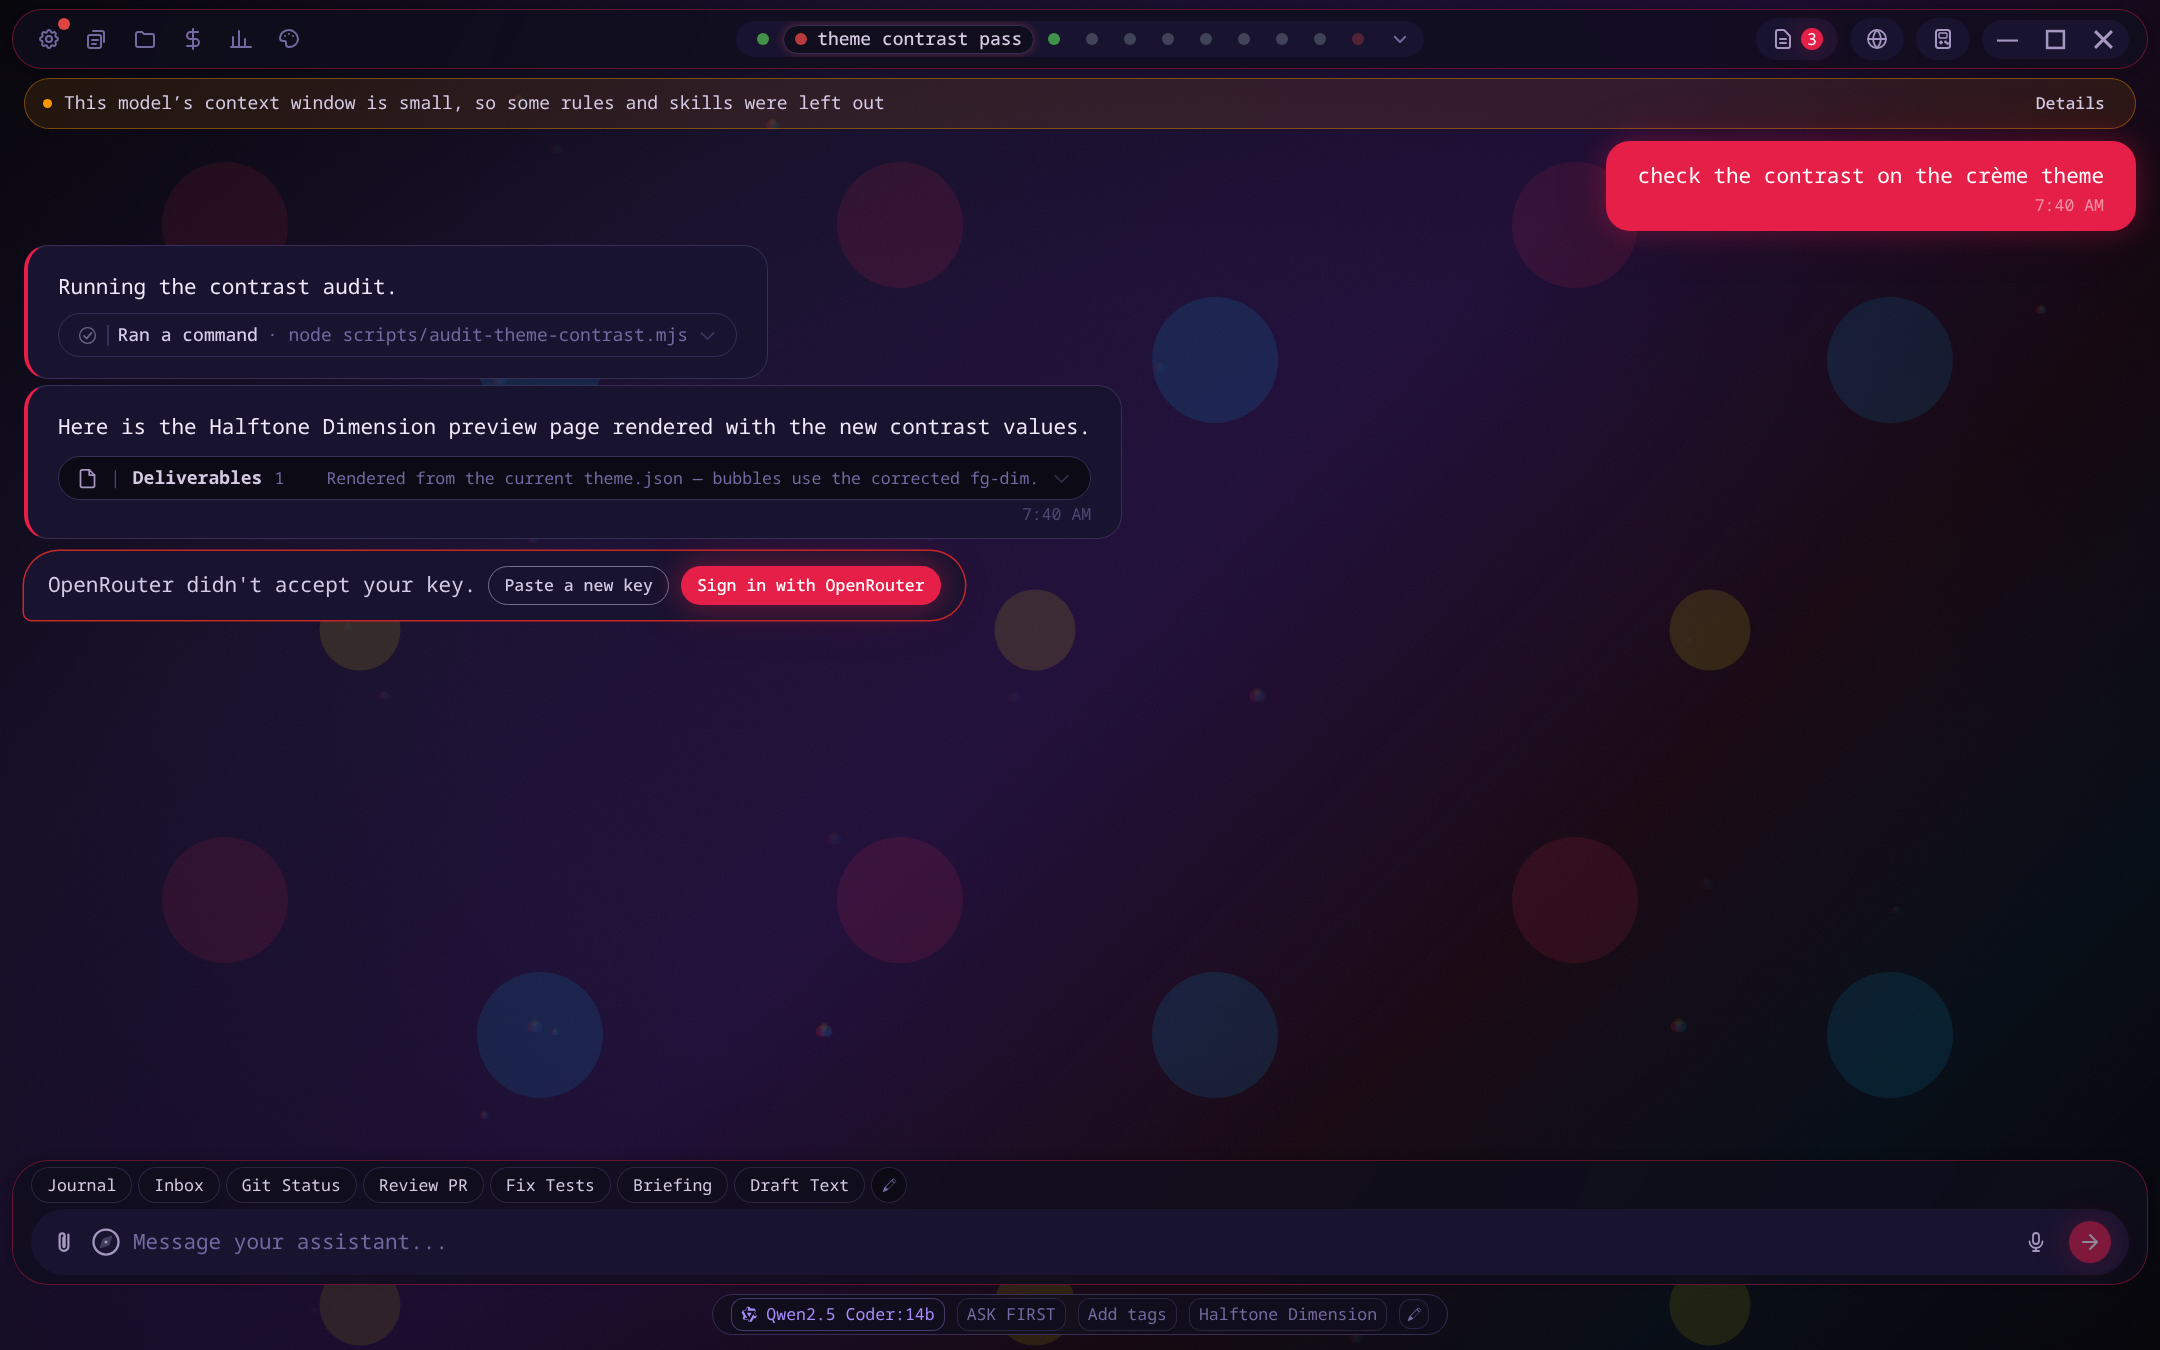 theme contrast pass
3
This model’s context window is small, so some rules and skills were left out
Details
check the contrast on the crème theme
7:40 AM
Running the contrast audit.
Ran a command · node scripts/audit-theme-contrast.mjs
Here is the Halftone Dimension preview page rendered with the new contrast values.
Deliverables 1 Rendered from the current theme.json — bubbles use the corrected fg-dim.
7:40 AM
OpenRouter didn't accept your key. Paste a new key Sign in with OpenRouter
Journal Inbox Git Status Review PR Fix Tests Briefing Draft Text
Message your assistant...
Qwen2.5 Coder:14b ASK FIRST Add tags Halftone Dimension